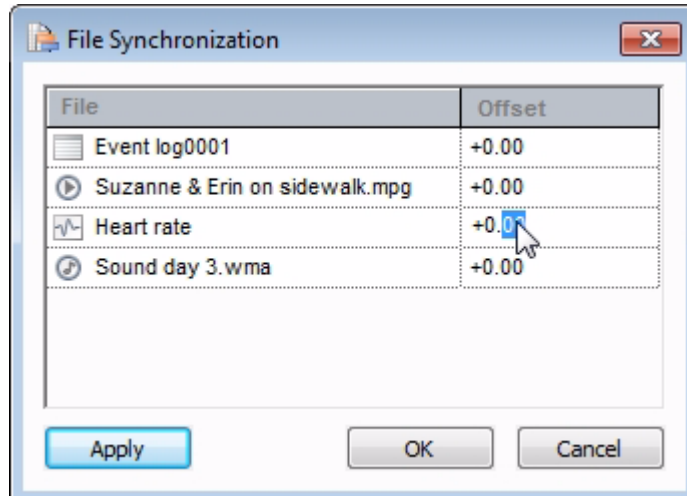 File Synchronization
File Offset
Event log0001 +0.00
Suzanne & Erin on sidewalk.mpg +0.00
Heart rate +0.00
Sound day 3.wma +0.00
Apply OK Cancel